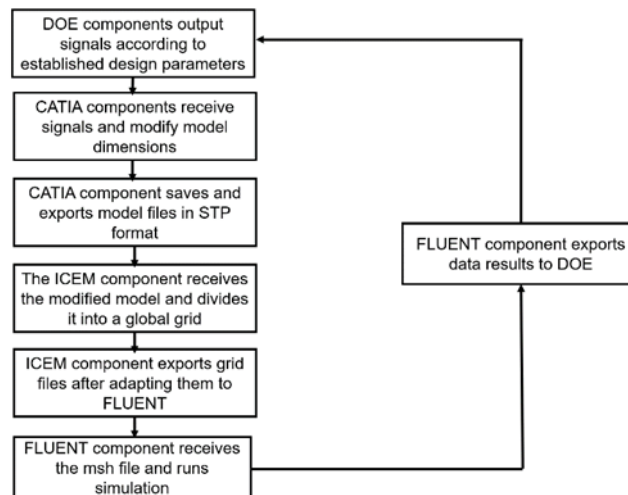 DOE components output
signals according to
established design parameters
CATIA components receive
signals and modify model
dimensions
CATIA component saves and
exports model files in STP
format
The ICEM component receives
the modified model and divides
it into a global grid
ICEM component exports grid
files after adapting them to
FLUENT
FLUENT component receives
the msh file and runs
simulation
FLUENT component exports
data results to DOE